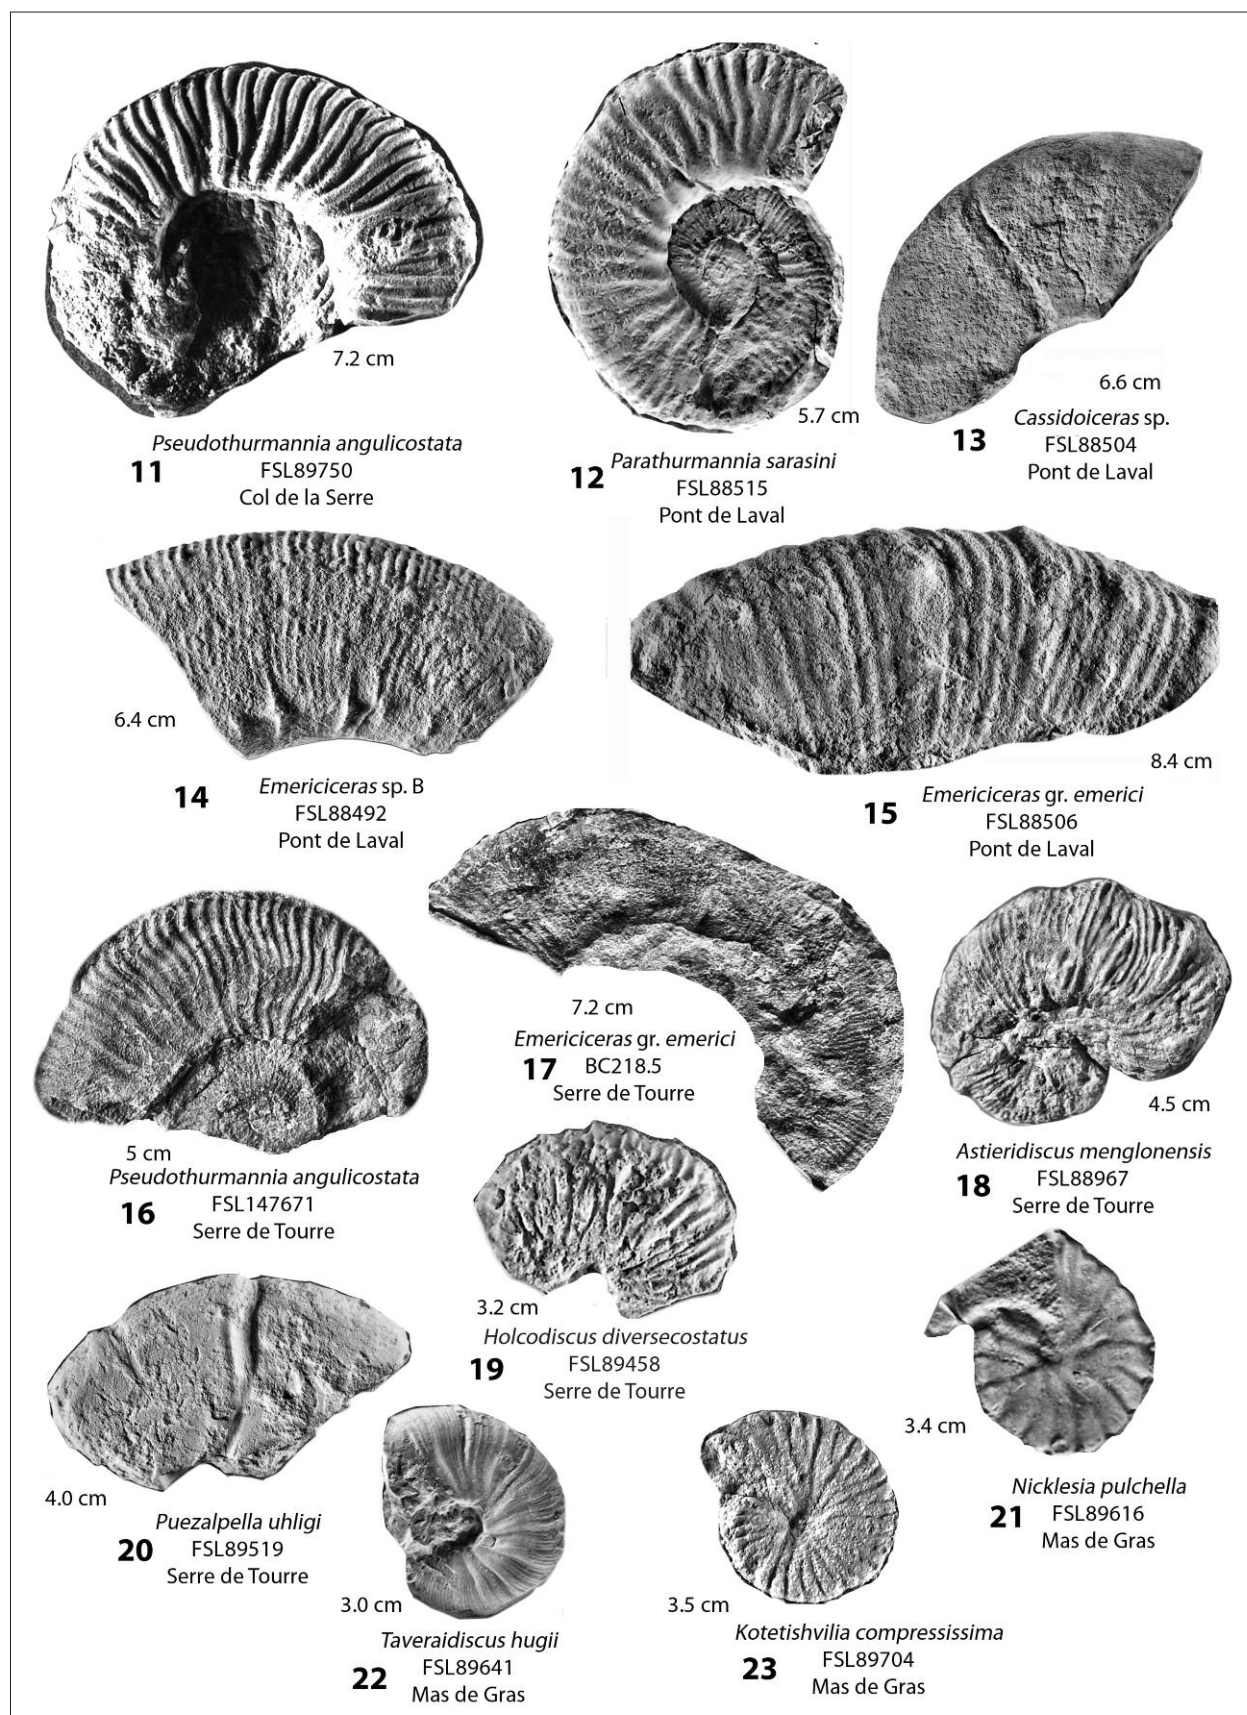 7.2 cm
11
Pseudothurmannia angulicostata
FSL89750
Col de la Serre
5.7 cm
12
Parathurmannia sarasini
FSL88515
Pont de Laval
6.6 cm
13
Cassidoiceras sp.
FSL88504
Pont de Laval
6.4 cm
14
Emericiceras sp. B
FSL88492
Pont de Laval
8.4 cm
15
Emericiceras gr. emerici
FSL88506
Pont de Laval
5 cm
16
Pseudothurmannia angulicostata
FSL147671
Serre de Tourre
7.2 cm
17
Emericiceras gr. emerici
BC218.5
Serre de Tourre
4.5 cm
18
Astieridiscus menglonensis
FSL88967
Serre de Tourre
3.2 cm
19
Holcodiscus diversecostatus
FSL89458
Serre de Tourre
4.0 cm
20
Puezalpella uhligi
FSL89519
Serre de Tourre
3.4 cm
21
Nicklesia pulchella
FSL89616
Mas de Gras
3.0 cm
22
Taveraidiscus hugii
FSL89641
Mas de Gras
3.5 cm
23
Kotetishvilia compressissima
FSL89704
Mas de Gras